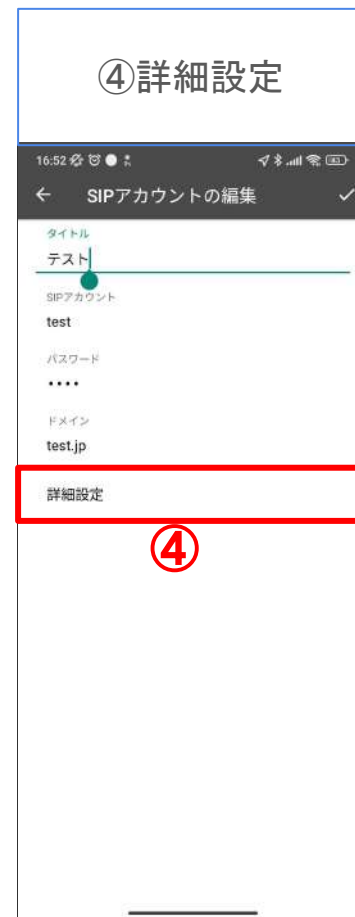 ④詳細設定
16:52
SIPアカウントの編集
タイトル
テスト
SIPアカウント
test
パスワード
••••
ドメイン
test.jp
詳細設定
④